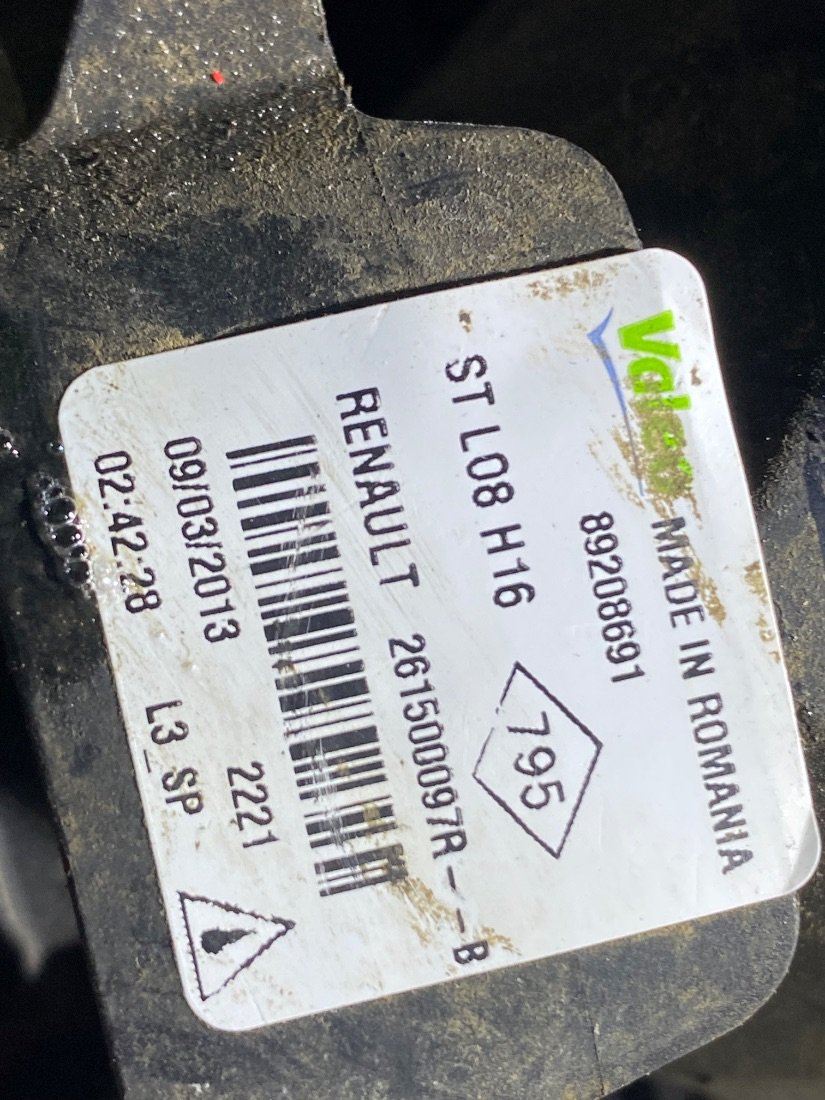 Valeo MADE IN ROMANIA
89208691
ST L08 H16
795
RENAULT 261500097R--B
09/03/2013 2221
02:42:28 L3_SP